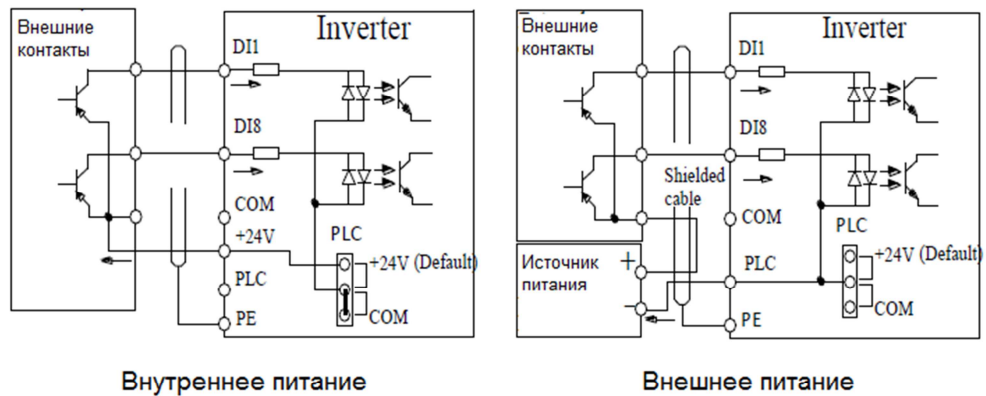 Внешние
контакты
Inverter
DI1
DI8
COM
+24V
PLC
PE
PLC
+24V (Default)
COM
Внутреннее питание
Внешние
контакты
Inverter
DI1
DI8
Shielded
cable
COM
PLC
PE
PLC
+24V (Default)
COM
Источник
питания
+
−
Внешнее питание